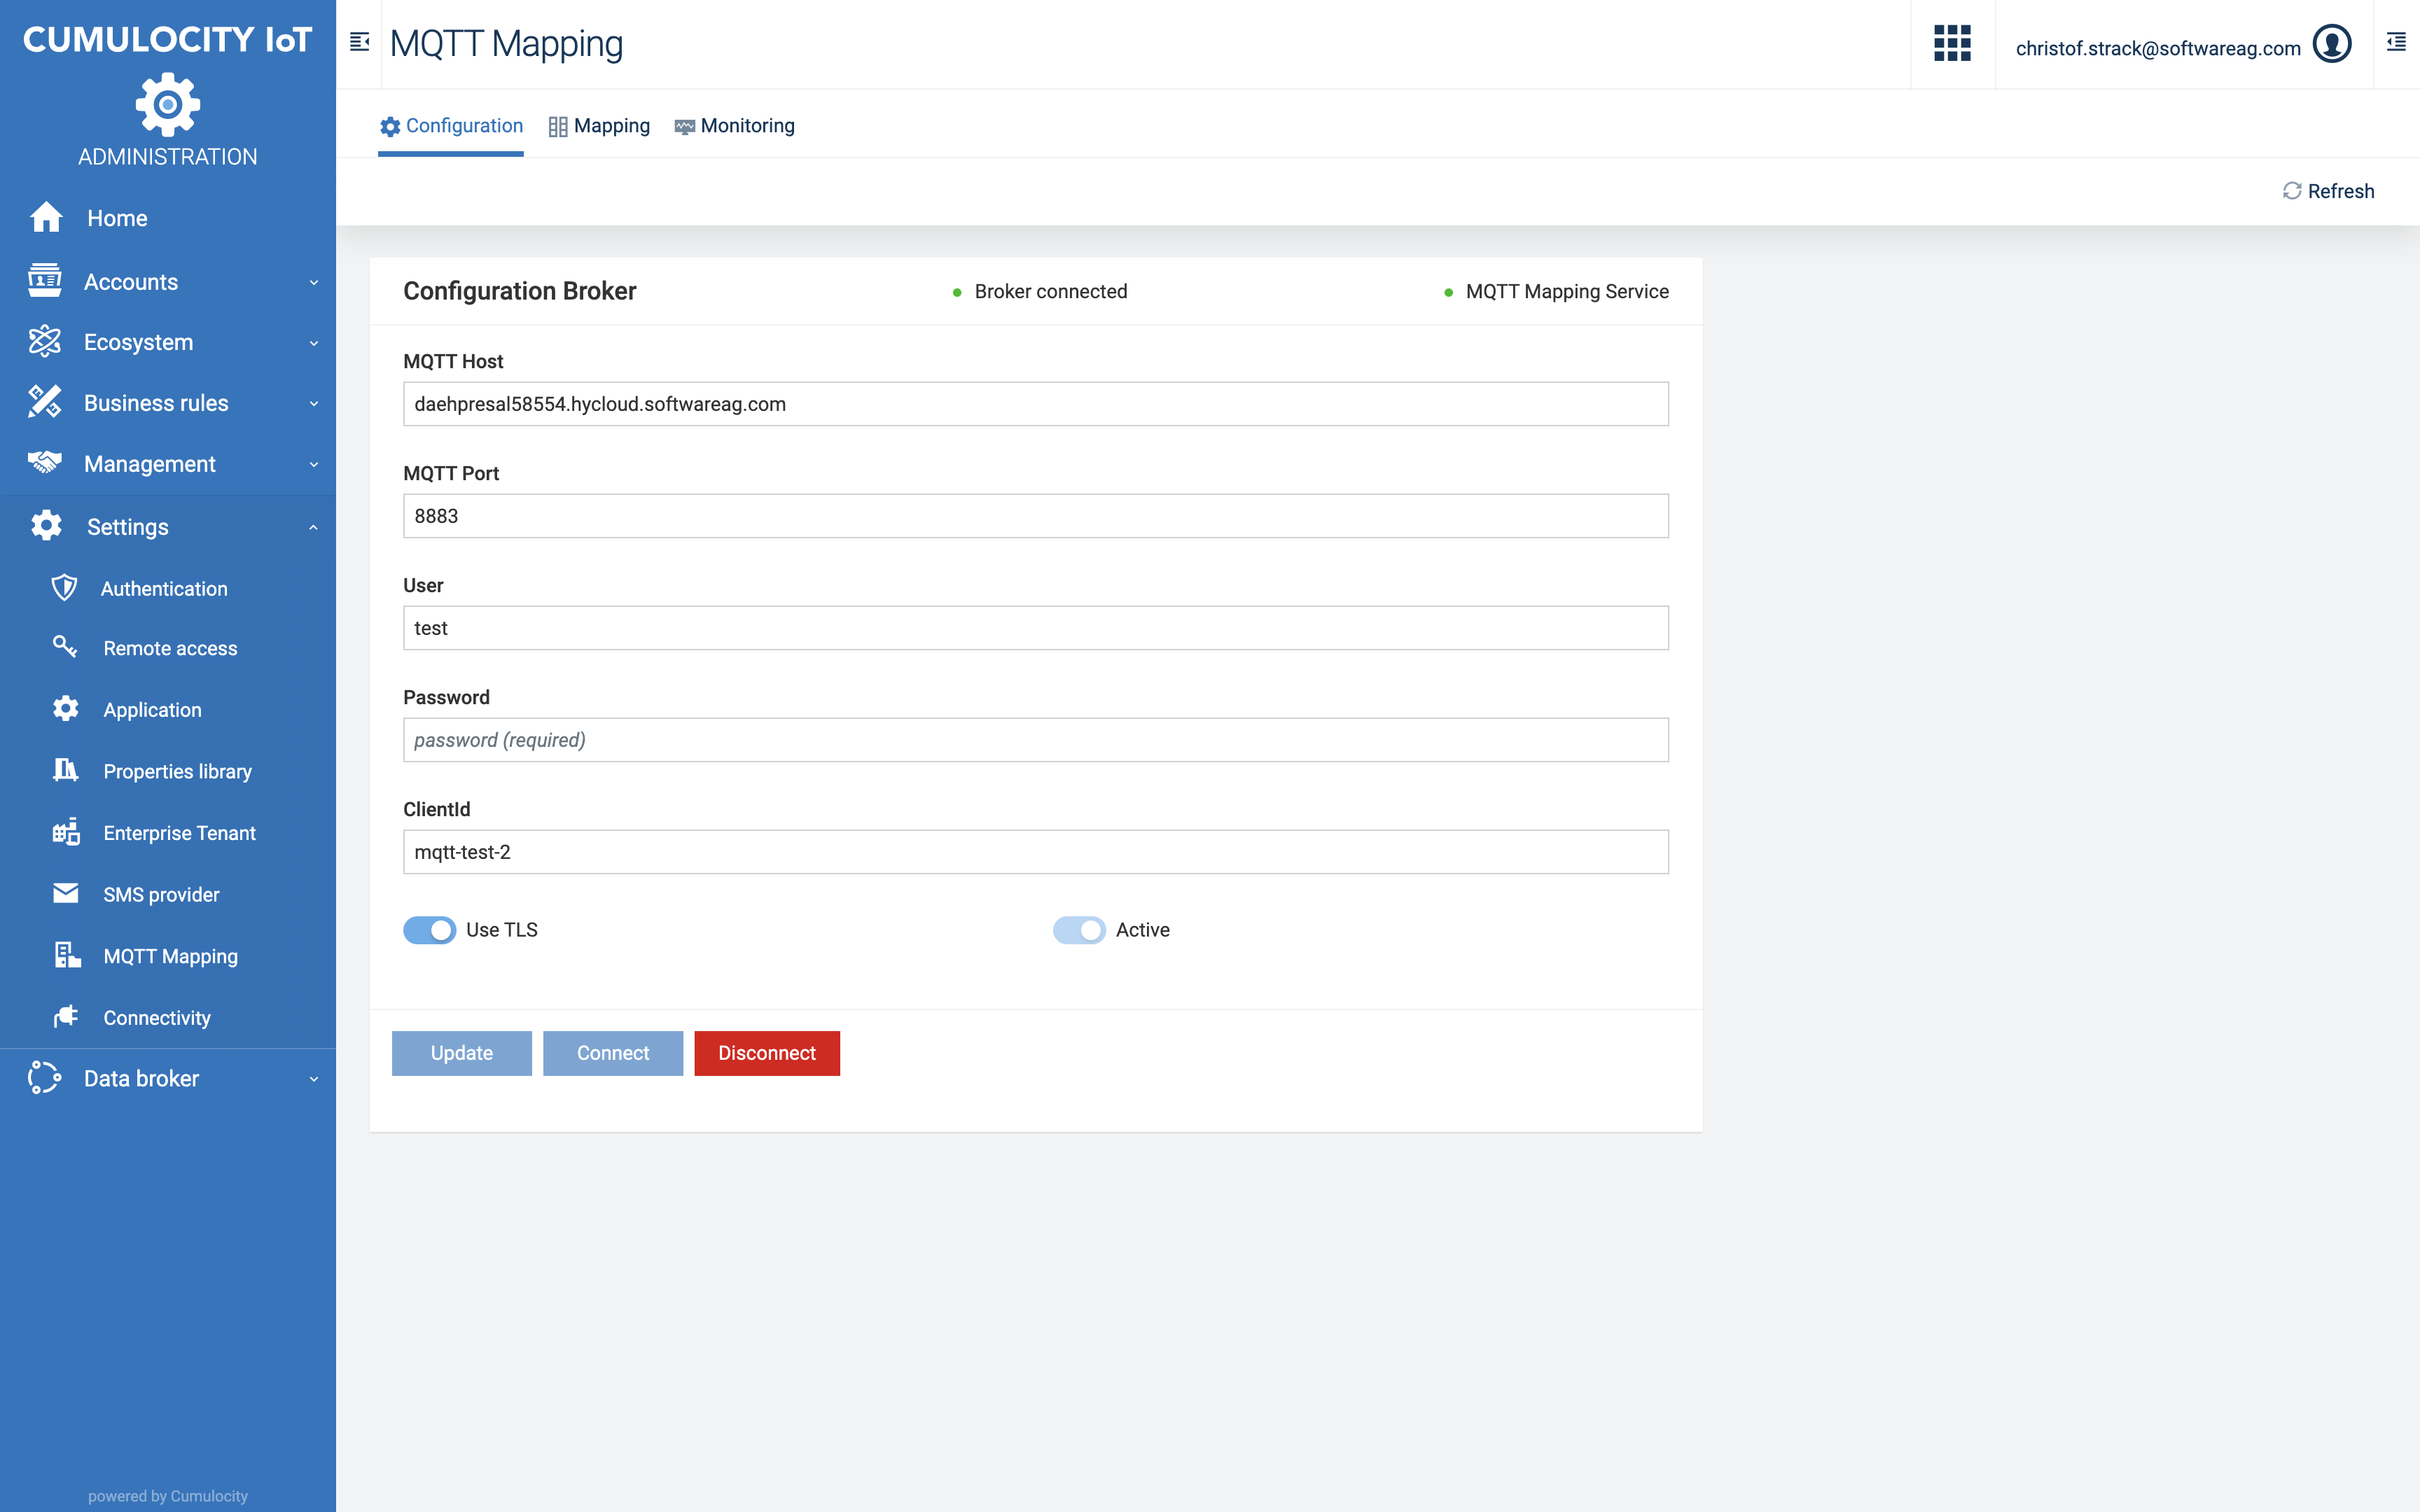 CUMULOCITY IoT
ADMINISTRATION
Home
Accounts
Ecosystem
Business rules
Management
Settings
Authentication
Remote access
Application
Properties library
Enterprise Tenant
SMS provider
MQTT Mapping
Connectivity
Data broker
powered by Cumulocity
MQTT Mapping
christof.strack@softwareag.com
Configuration Mapping Monitoring
Refresh
Configuration Broker Broker connected MQTT Mapping Service
MQTT Host
daehpresal58554.hycloud.softwareag.com
MQTT Port
8883
User
test
Password
password (required)
ClientId
mqtt-test-2
Use TLS Active
Update Connect Disconnect